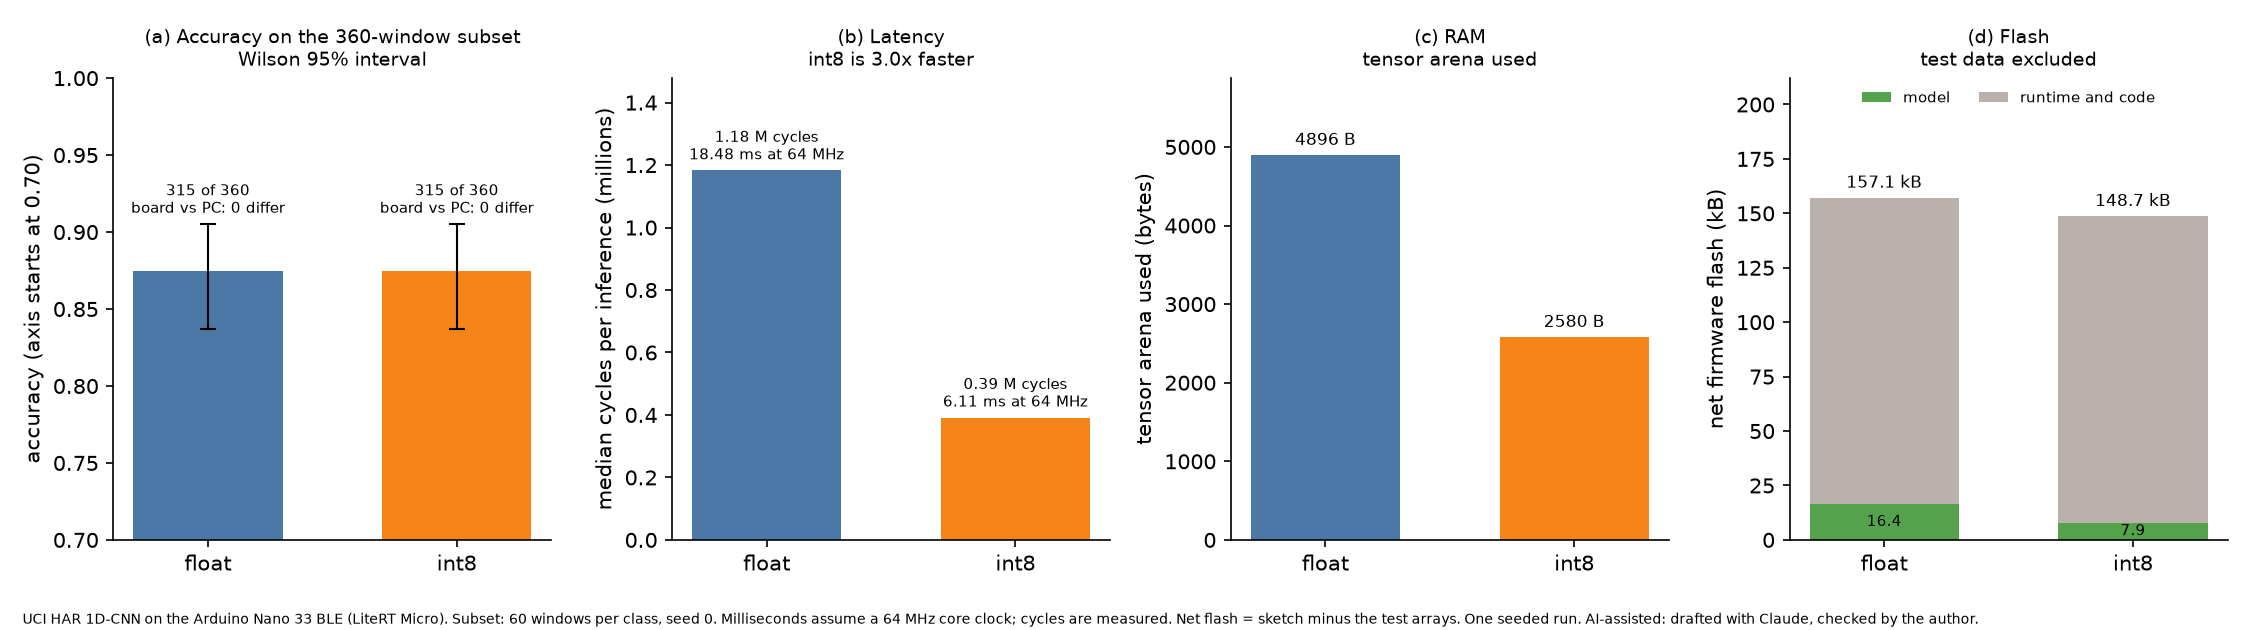 (a) Accuracy on the 360-window subset
Wilson 95% interval
accuracy (axis starts at 0.70)
1.00
0.95
0.90
0.85
0.80
0.75
0.70
315 of 360
board vs PC: 0 differ
315 of 360
board vs PC: 0 differ
float
int8
(b) Latency
int8 is 3.0x faster
median cycles per inference (millions)
1.4
1.2
1.0
0.8
0.6
0.4
0.2
0.0
1.18 M cycles
18.48 ms at 64 MHz
0.39 M cycles
6.11 ms at 64 MHz
float
int8
(c) RAM
tensor arena used
tensor arena used (bytes)
5000
4000
3000
2000
1000
0
4896 B
2580 B
float
int8
(d) Flash
test data excluded
net firmware flash (kB)
200
175
150
125
100
75
50
25
0
model
runtime and code
157.1 kB
148.7 kB
16.4
7.9
float
int8
UCI HAR 1D-CNN on the Arduino Nano 33 BLE (LiteRT Micro). Subset: 60 windows per class, seed 0. Milliseconds assume a 64 MHz core clock; cycles are measured. Net flash = sketch minus the test arrays. One seeded run. AI-assisted: drafted with Claude, checked by the author.